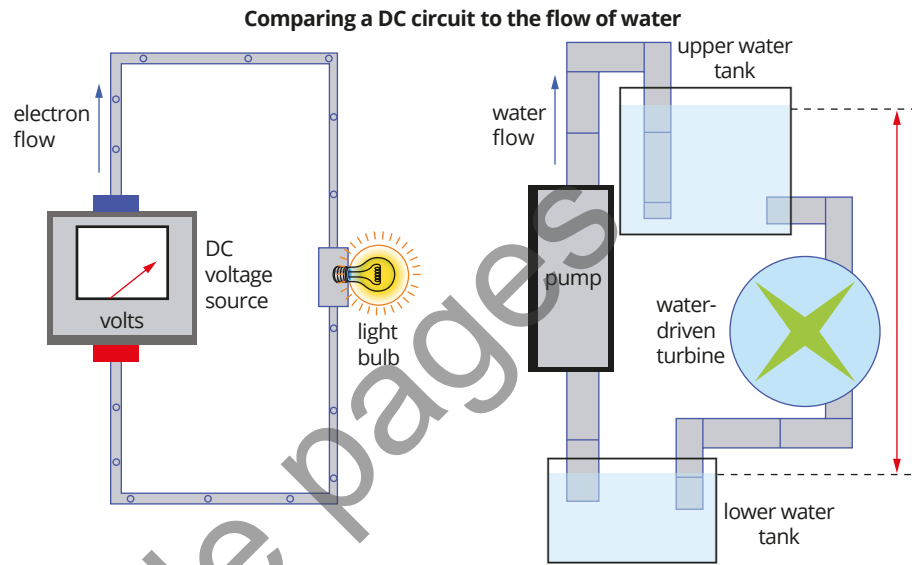 Comparing a DC circuit to the flow of water
electron
flow
DC
voltage
source
volts
light
bulb
water
flow
upper water
tank
pump
water-
driven
turbine
lower water
tank
le pages